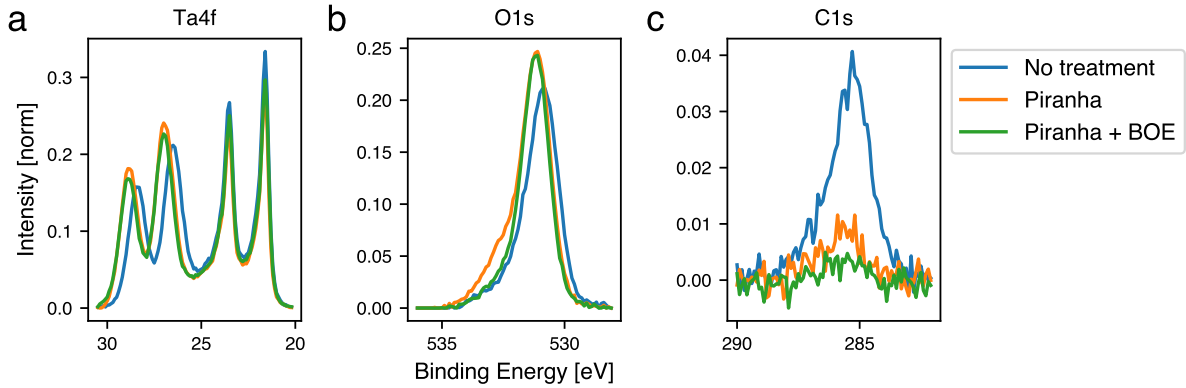 a
Ta4f
b
O1s
c
C1s
Intensity [norm]
0.3
0.2
0.1
0.0
30
25
20
0.25
0.20
0.15
0.10
0.05
0.00
535
530
Binding Energy [eV]
0.04
0.03
0.02
0.01
0.00
290
285
No treatment
Piranha
Piranha + BOE